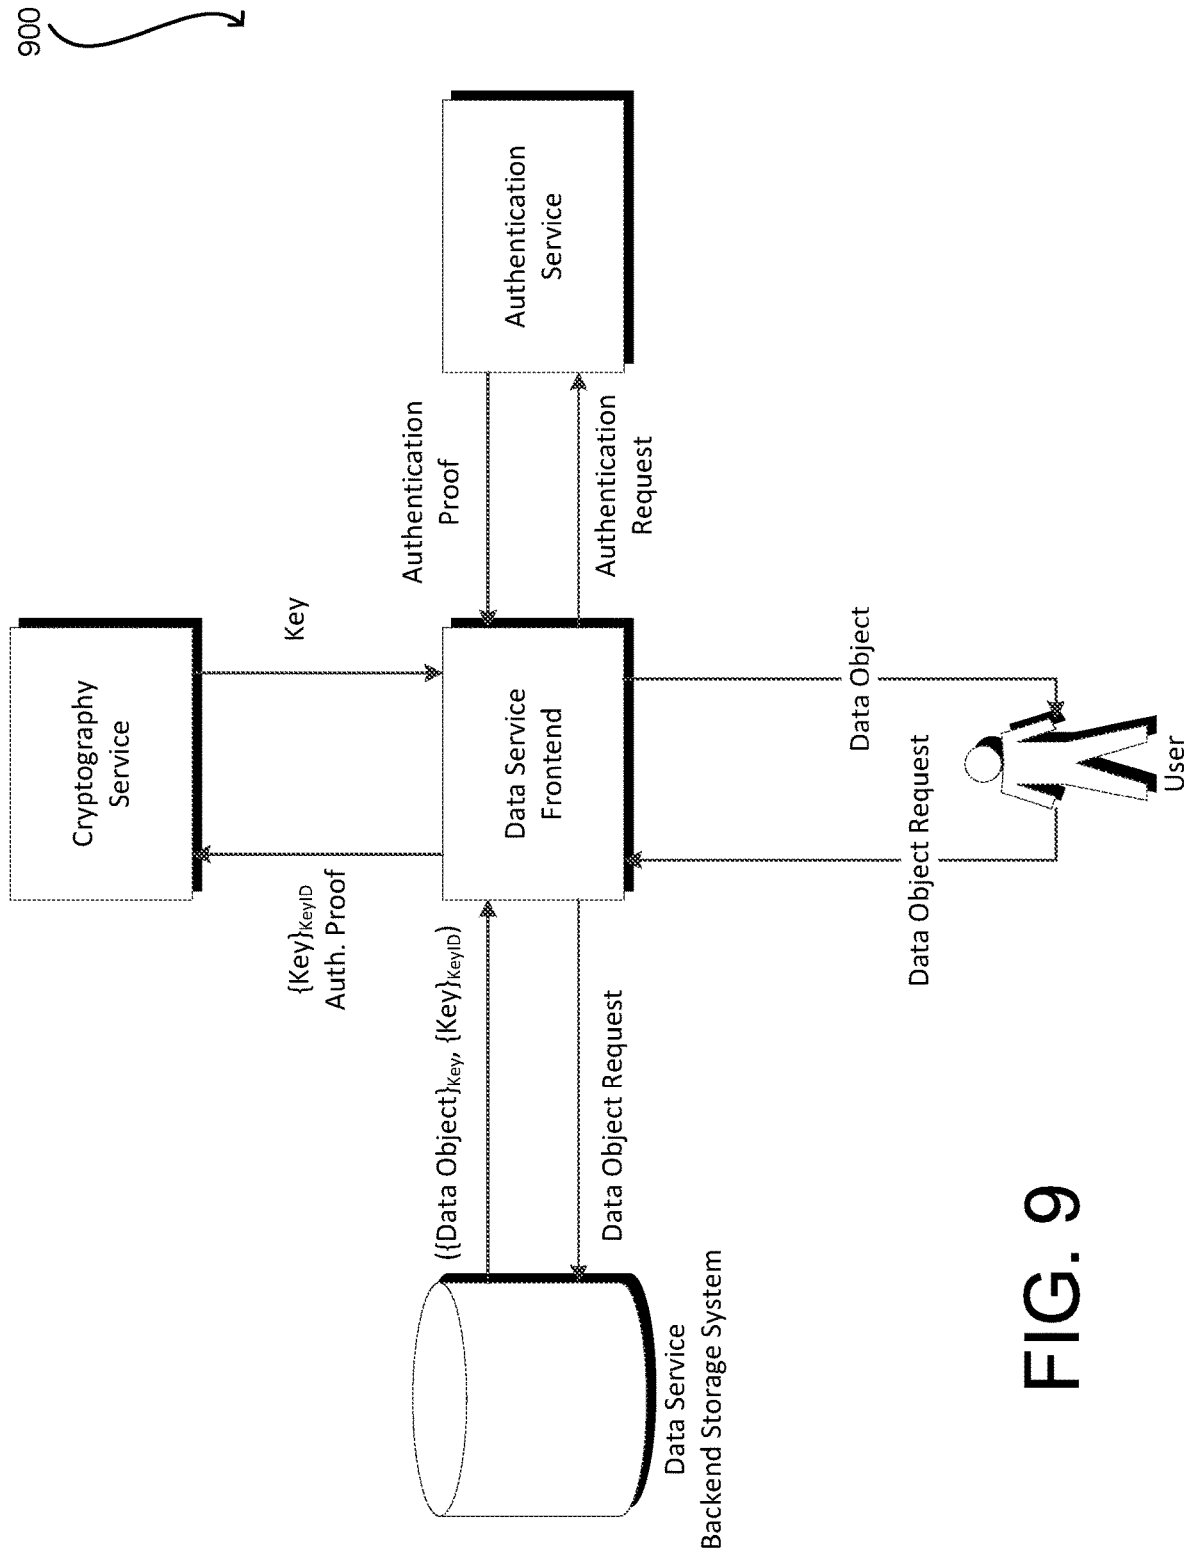 900
Cryptography
Service
{Key}KeyID
Auth. Proof
Key
({Data Object}Key, {Key}KeyID)
Data Service
Frontend
Authentication
Proof
Authentication
Service
Data Object Request
Authentication
Request
Data Service
Backend Storage System
Data Object Request
Data Object
User
FIG. 9